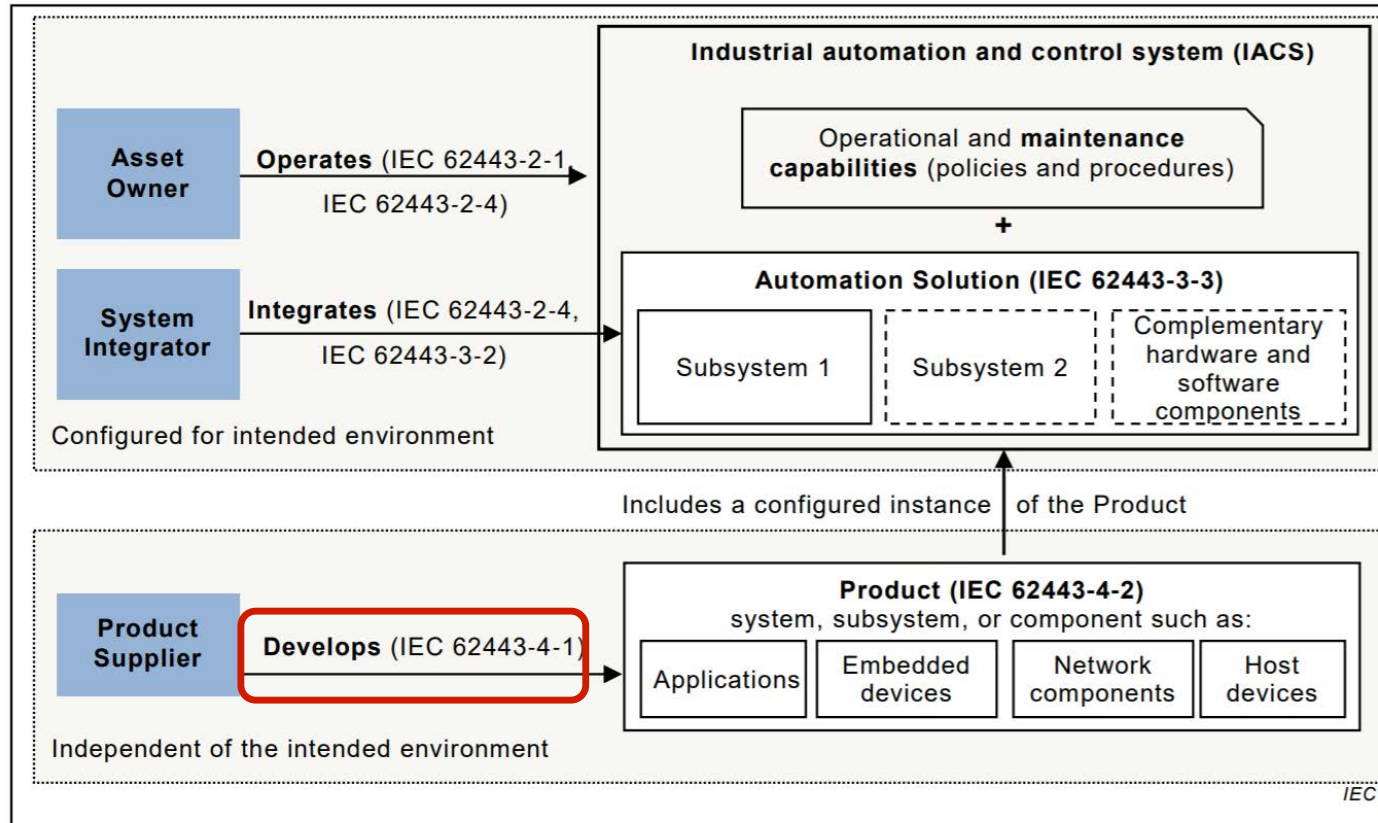 Industrial automation and control system (IACS)
Operational and maintenance
capabilities (policies and procedures)
+
Asset
Owner
Operates (IEC 62443-2-1,
IEC 62443-2-4)
Automation Solution (IEC 62443-3-3)
System
Integrator
Integrates (IEC 62443-2-4,
IEC 62443-3-2)
Subsystem 1
Subsystem 2
Complementary
hardware and
software
components
Configured for intended environment
Includes a configured instance of the Product
Product
Supplier
Develops (IEC 62443-4-1)
Product (IEC 62443-4-2)
system, subsystem, or component such as:
Applications
Embedded
devices
Network
components
Host
devices
Independent of the intended environment
IEC